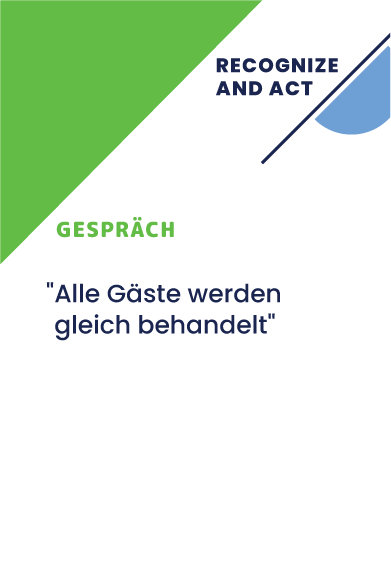 RECOGNIZE
AND ACT
GESPRÄCH
"Alle Gäste werden
gleich behandelt"